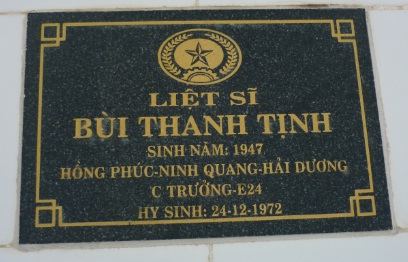 LIỆT SĨ
BÙI THANH TỊNH
SINH NĂM: 1947
HỒNG PHÚC-NINH QUANG-HẢI DƯƠNG
C TRƯỞNG-E24
HY SINH: 24-12-1972